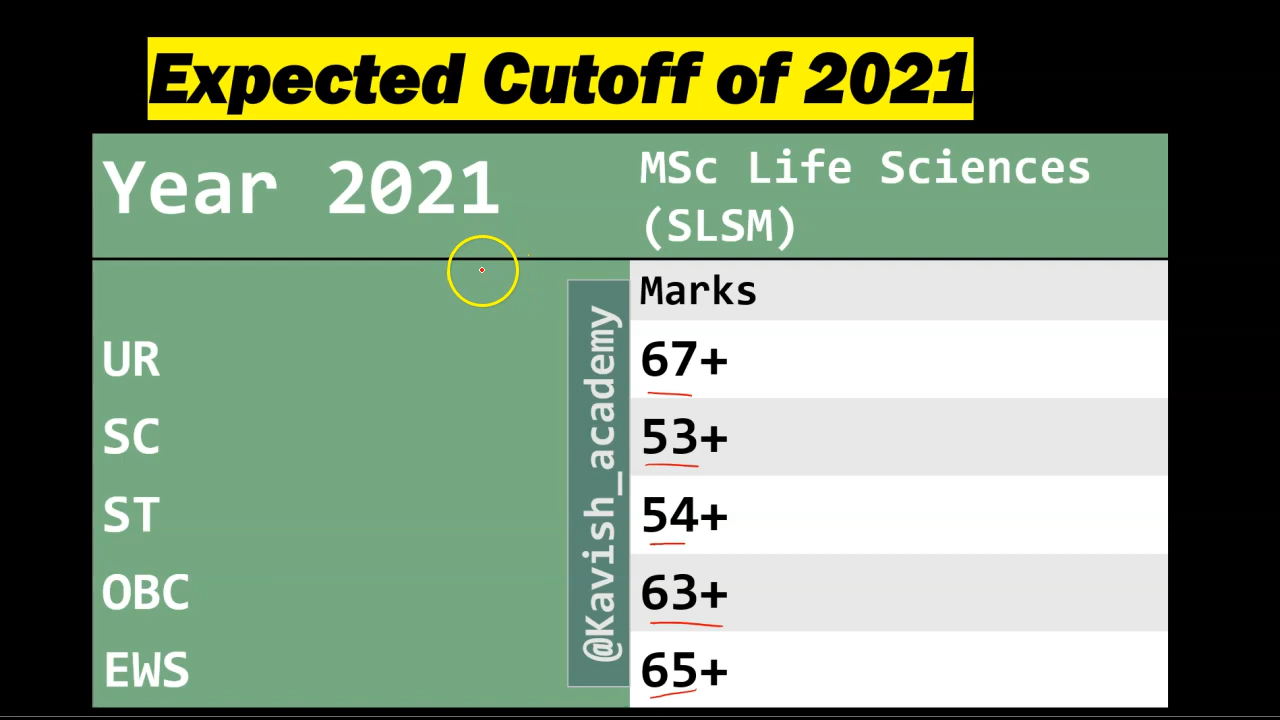 Expected Cutoff of 2021
Year 2021
MSc Life Sciences
(SLSM)
Marks
UR 67+
SC 53+
ST 54+
OBC 63+
EWS 65+
@Kavish_academy